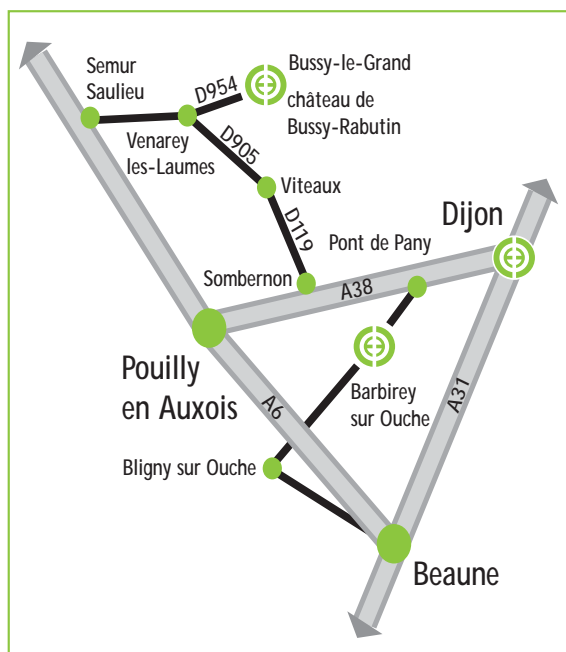 Semur
Saulieu
D954
Bussy-le-Grand
château de
Bussy-Rabutin
Venarey
les-Laumes
D905
Viteaux
D119
Dijon
Pont de Pany
Sombernon
A38
Pouilly
en Auxois
A6
Barbirey
sur Ouche
A31
Bligny sur Ouche
Beaune